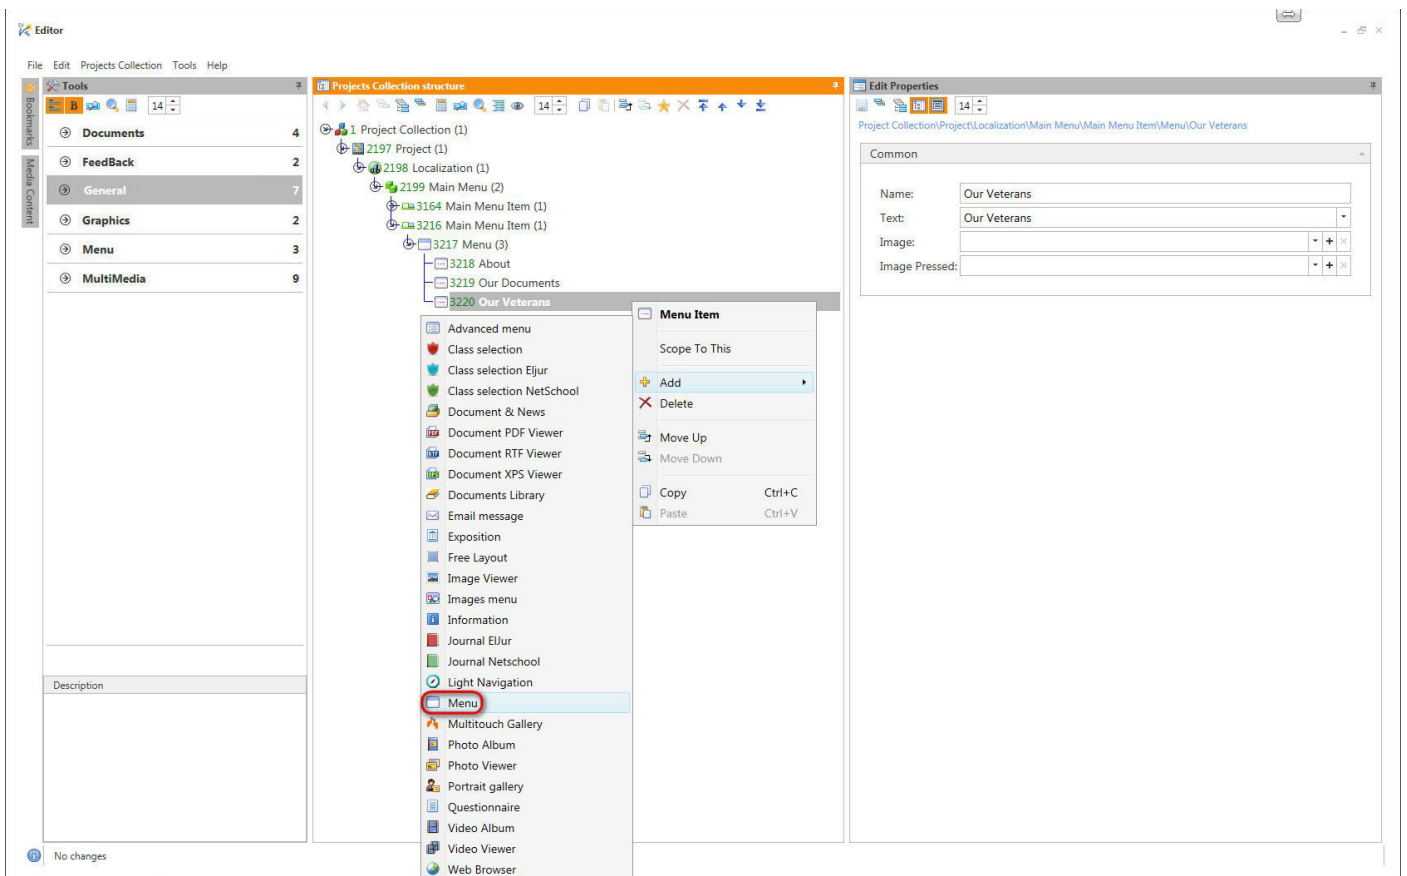 Editor
File Edit Projects Collection Tools Help
Bookmarks
Media Content
Tools
B 14
Documents 4
FeedBack 2
General 7
Graphics 2
Menu 3
MultiMedia 9
Description
No changes
Projects Collection structure
14
1 Project Collection (1)
2197 Project (1)
2198 Localization (1)
2199 Main Menu (2)
3164 Main Menu Item (1)
3216 Main Menu Item (1)
3217 Menu (3)
3218 About
3219 Our Documents
3220 Our Veterans
Menu Item
Scope To This
Add
Delete
Move Up
Move Down
Copy Ctrl+C
Paste Ctrl+V
Advanced menu
Class selection
Class selection Eljur
Class selection NetSchool
Document & News
Document PDF Viewer
Document RTF Viewer
Document XPS Viewer
Documents Library
Email message
Exposition
Free Layout
Image Viewer
Images menu
Information
Journal ElJur
Journal Netschool
Light Navigation
Menu
Multitouch Gallery
Photo Album
Photo Viewer
Portrait gallery
Questionnaire
Video Album
Video Viewer
Web Browser
Edit Properties
14
Project Collection\Project\Localization\Main Menu\Main Menu Item\Menu\Our Veterans
Common
Name: Our Veterans
Text: Our Veterans
Image:
Image Pressed: